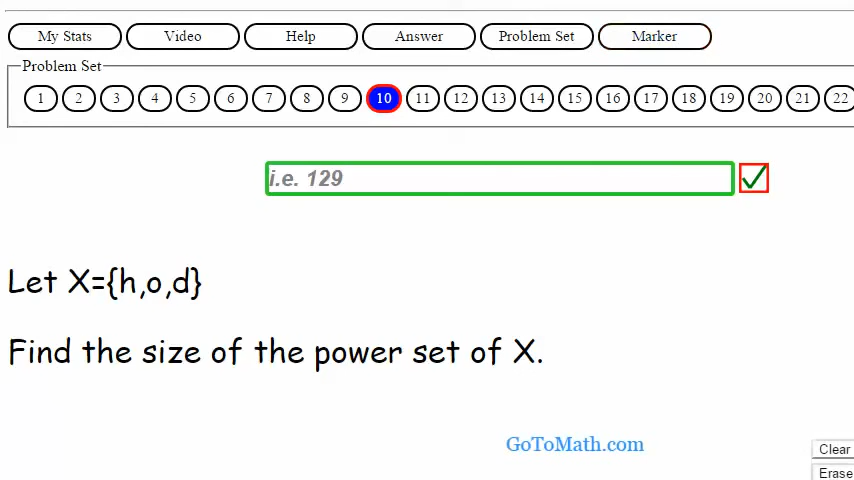 My Stats Video Help Answer Problem Set Marker
Problem Set
1 2 3 4 5 6 7 8 9 10 11 12 13 14 15 16 17 18 19 20 21 22
i.e. 129
Let X={h,o,d}
Find the size of the power set of X.
GoToMath.com
Clear
Erase